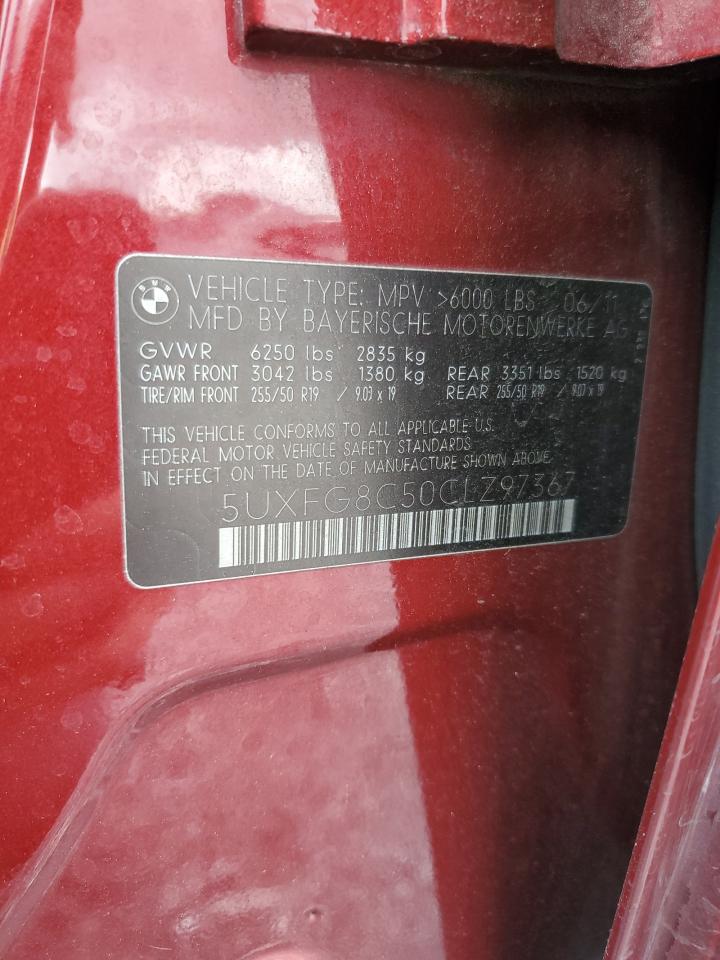 BMW
VEHICLE TYPE: MPV >6000 LBS 06/11
MFD BY BAYERISCHE MOTORENWERKE AG
GVWR 6250 lbs 2835 kg
GAWR FRONT 3042 lbs 1380 kg REAR 3351 lbs 1520 kg
TIRE/RIM FRONT 255/50 R19 / 9.0J x 19 REAR 255/50 R19 / 9.0J x 19
THIS VEHICLE CONFORMS TO ALL APPLICABLE U.S.
FEDERAL MOTOR VEHICLE SAFETY STANDARDS
IN EFFECT ON THE DATE OF MANUFACTURE SHOWN ABOVE.
5UXFG8C50CLZ97367